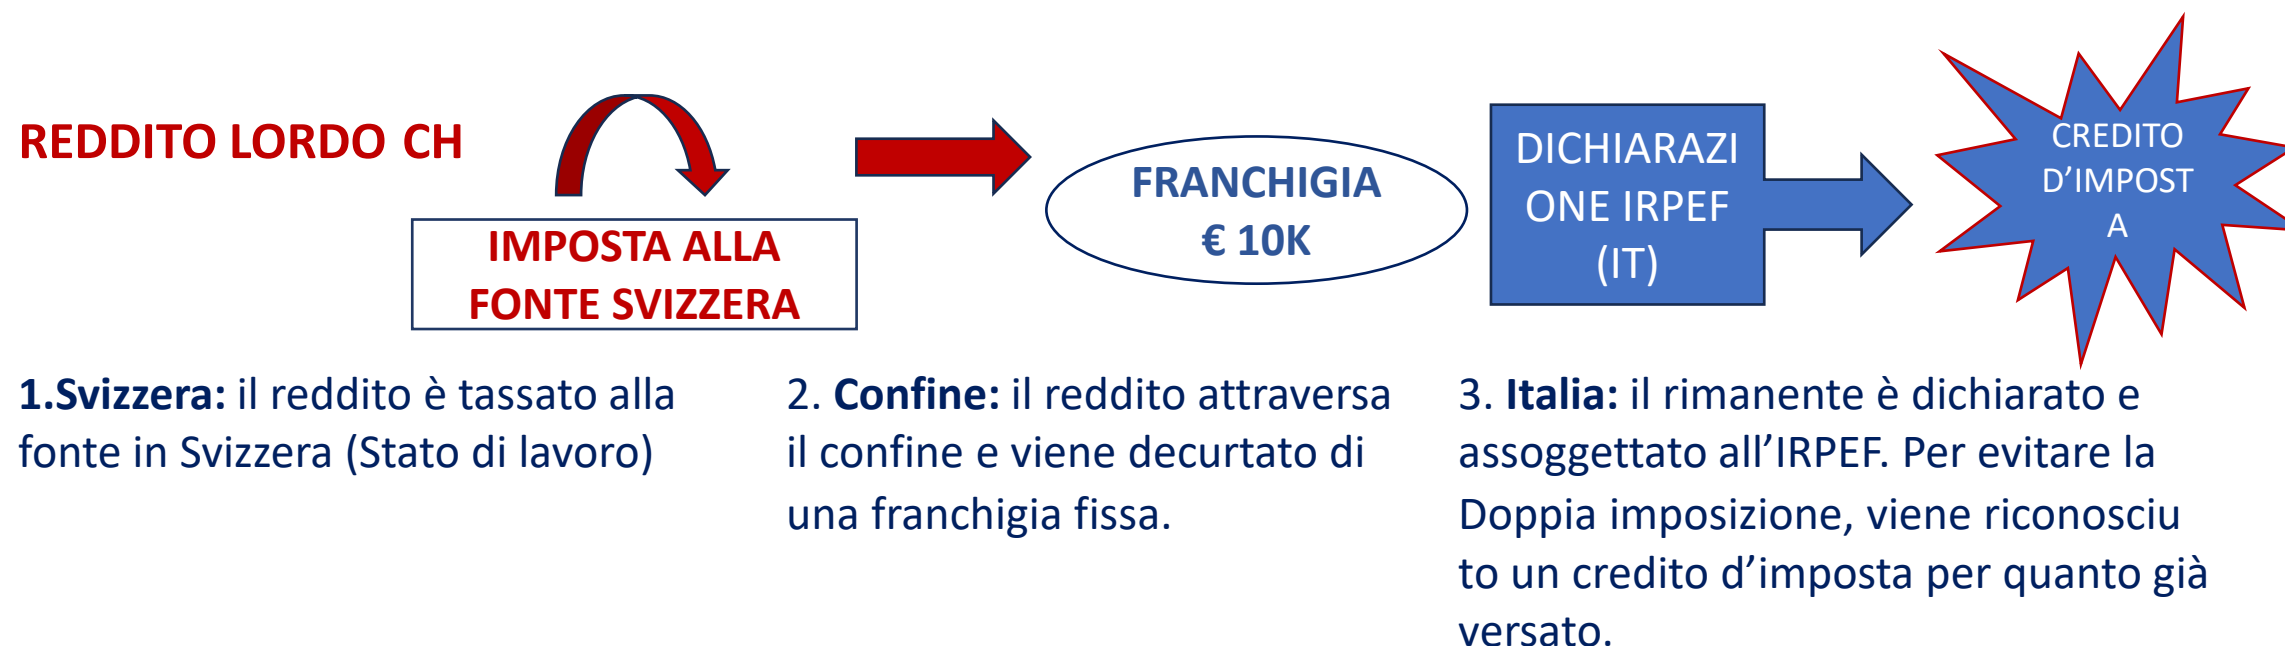 REDDITO LORDO CH
IMPOSTA ALLA
FONTE SVIZZERA
FRANCHIGIA
€ 10K
DICHIARAZI
ONE IRPEF
(IT)
CREDITO
D’IMPOST
A
1.Svizzera: il reddito è tassato alla
fonte in Svizzera (Stato di lavoro)
2. Confine: il reddito attraversa
il confine e viene decurtato di
una franchigia fissa.
3. Italia: il rimanente è dichiarato e
assoggettato all’IRPEF. Per evitare la
Doppia imposizione, viene riconosciu
to un credito d’imposta per quanto già
versato.